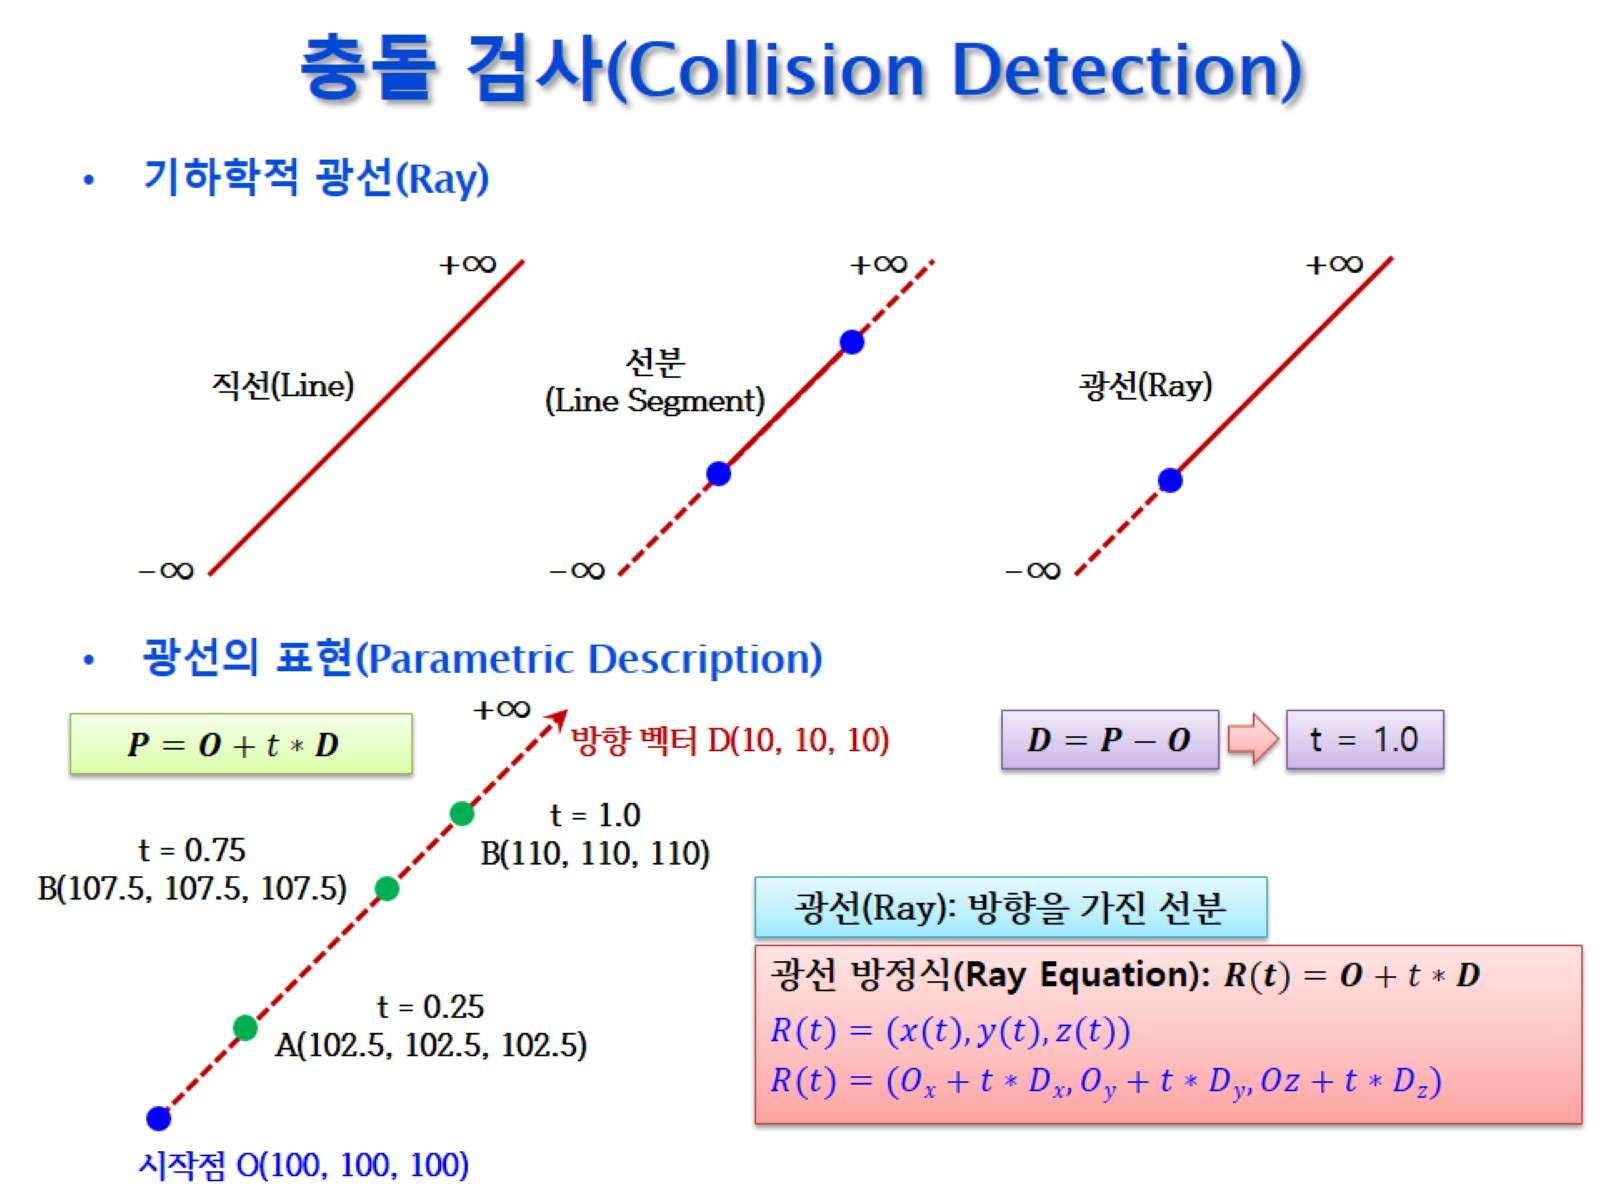 충돌 검사(Collision Detection)
• 기하학적 광선(Ray)
+∞
직선(Line)
−∞
+∞
선분
(Line Segment)
−∞
+∞
광선(Ray)
−∞
• 광선의 표현(Parametric Description)
P = O + t * D
+∞
방향 벡터 D(10, 10, 10)
D = P − O
t = 1.0
t = 1.0
B(110, 110, 110)
t = 0.75
B(107.5, 107.5, 107.5)
t = 0.25
A(102.5, 102.5, 102.5)
시작점 O(100, 100, 100)
광선(Ray): 방향을 가진 선분
광선 방정식(Ray Equation): R(t) = O + t * D
R(t) = (x(t), y(t), z(t))
R(t) = (Oₓ + t * Dₓ, O_y + t * D_y, Oz + t * D_z)